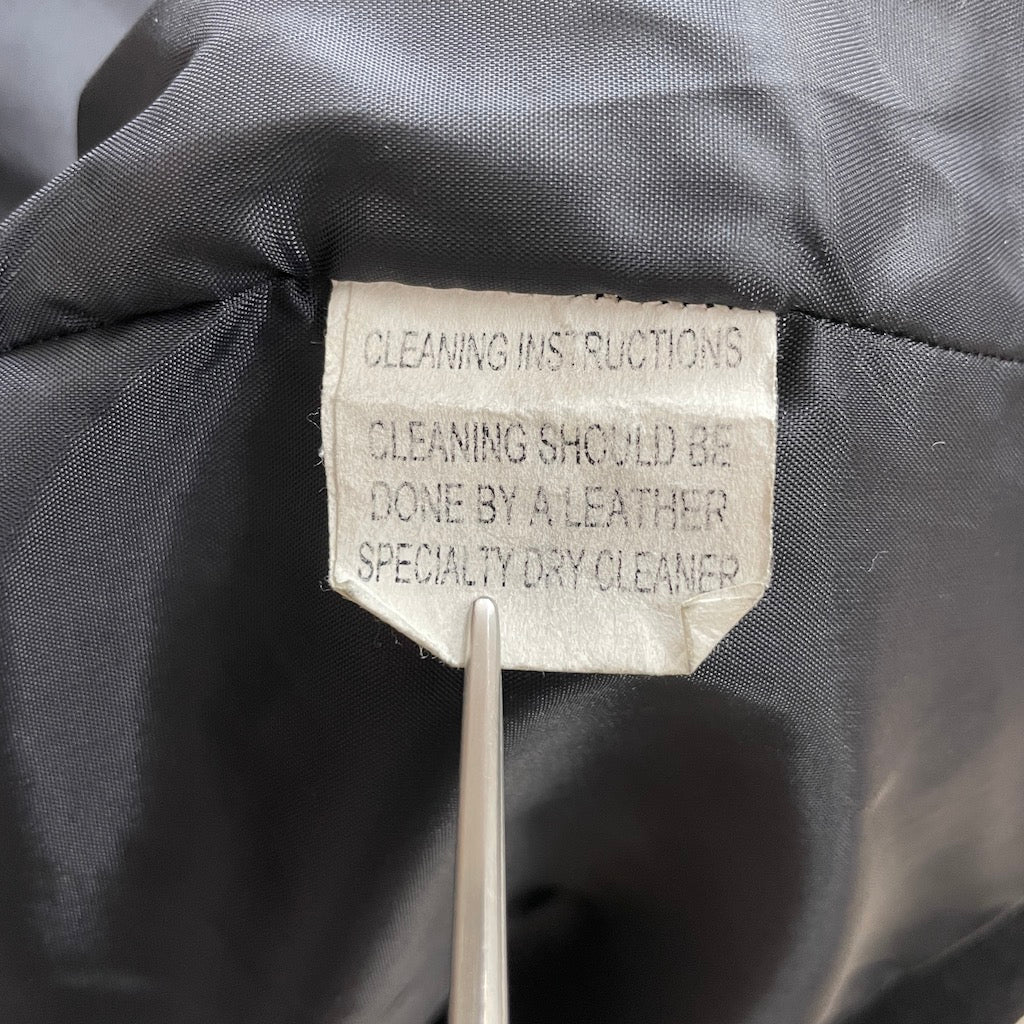 CLEANING INSTRUCTIONS
CLEANING SHOULD BE
DONE BY A LEATHER
SPECIALTY DRY CLEANER